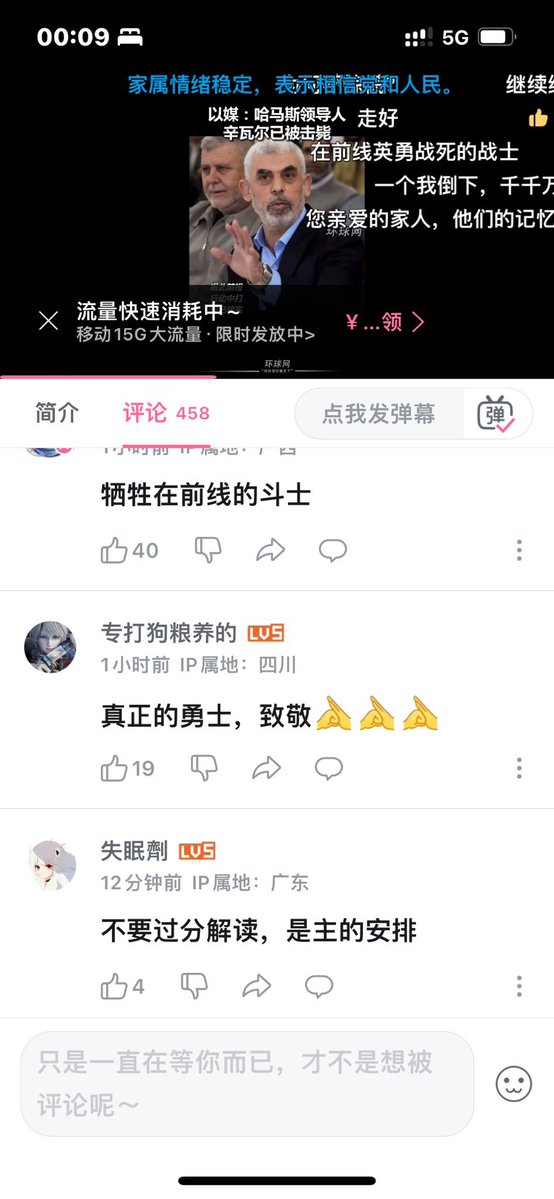 00:09
5G
家属情绪稳定，表示相信党和人民。
继续
以媒：哈马斯领导人
辛瓦尔已被击毙
走好
在前线英勇战死的战士
一个我倒下，千千万
您亲爱的家人，他们的记忆
环球网
流量快速消耗中～
移动15G大流量·限时发放中>
￥...领
环球网
简介
评论 458
点我发弹幕
弹
1小时前 IP属地：广西
牺牲在前线的斗士
40
专打狗粮养的 LV5
1小时前 IP属地：四川
真正的勇士，致敬
19
失眠劑 LV5
12分钟前 IP属地：广东
不要过分解读，是主的安排
4
只是一直在等你而已，才不是想被
评论呢～